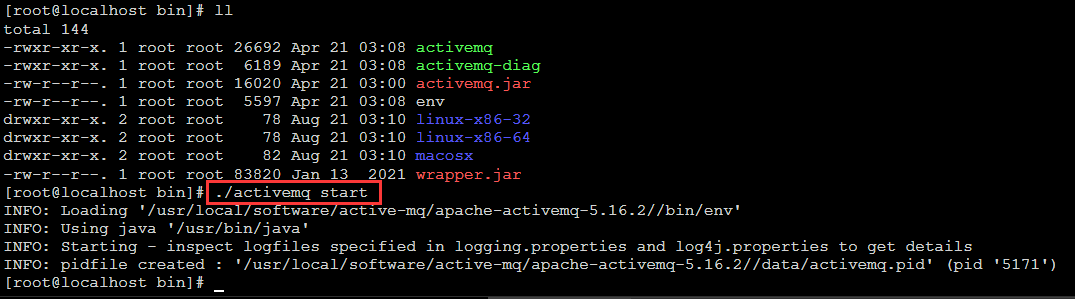 [root@localhost bin]# ll
total 144
-rwxr-xr-x. 1 root root 26692 Apr 21 03:08 activemq
-rwxr-xr-x. 1 root root  6189 Apr 21 03:08 activemq-diag
-rw-r--r--. 1 root root 16020 Apr 21 03:00 activemq.jar
-rw-r--r--. 1 root root  5597 Apr 21 03:08 env
drwxr-xr-x. 2 root root    78 Aug 21 03:10 linux-x86-32
drwxr-xr-x. 2 root root    78 Aug 21 03:10 linux-x86-64
drwxr-xr-x. 2 root root    82 Aug 21 03:10 macosx
-rw-r--r--. 1 root root 83820 Jan 13  2021 wrapper.jar
[root@localhost bin]# ./activemq start
INFO: Loading '/usr/local/software/active-mq/apache-activemq-5.16.2//bin/env'
INFO: Using java '/usr/bin/java'
INFO: Starting - inspect logfiles specified in logging.properties and log4j.properties to get details
INFO: pidfile created : '/usr/local/software/active-mq/apache-activemq-5.16.2//data/activemq.pid' (pid '5171')
[root@localhost bin]#